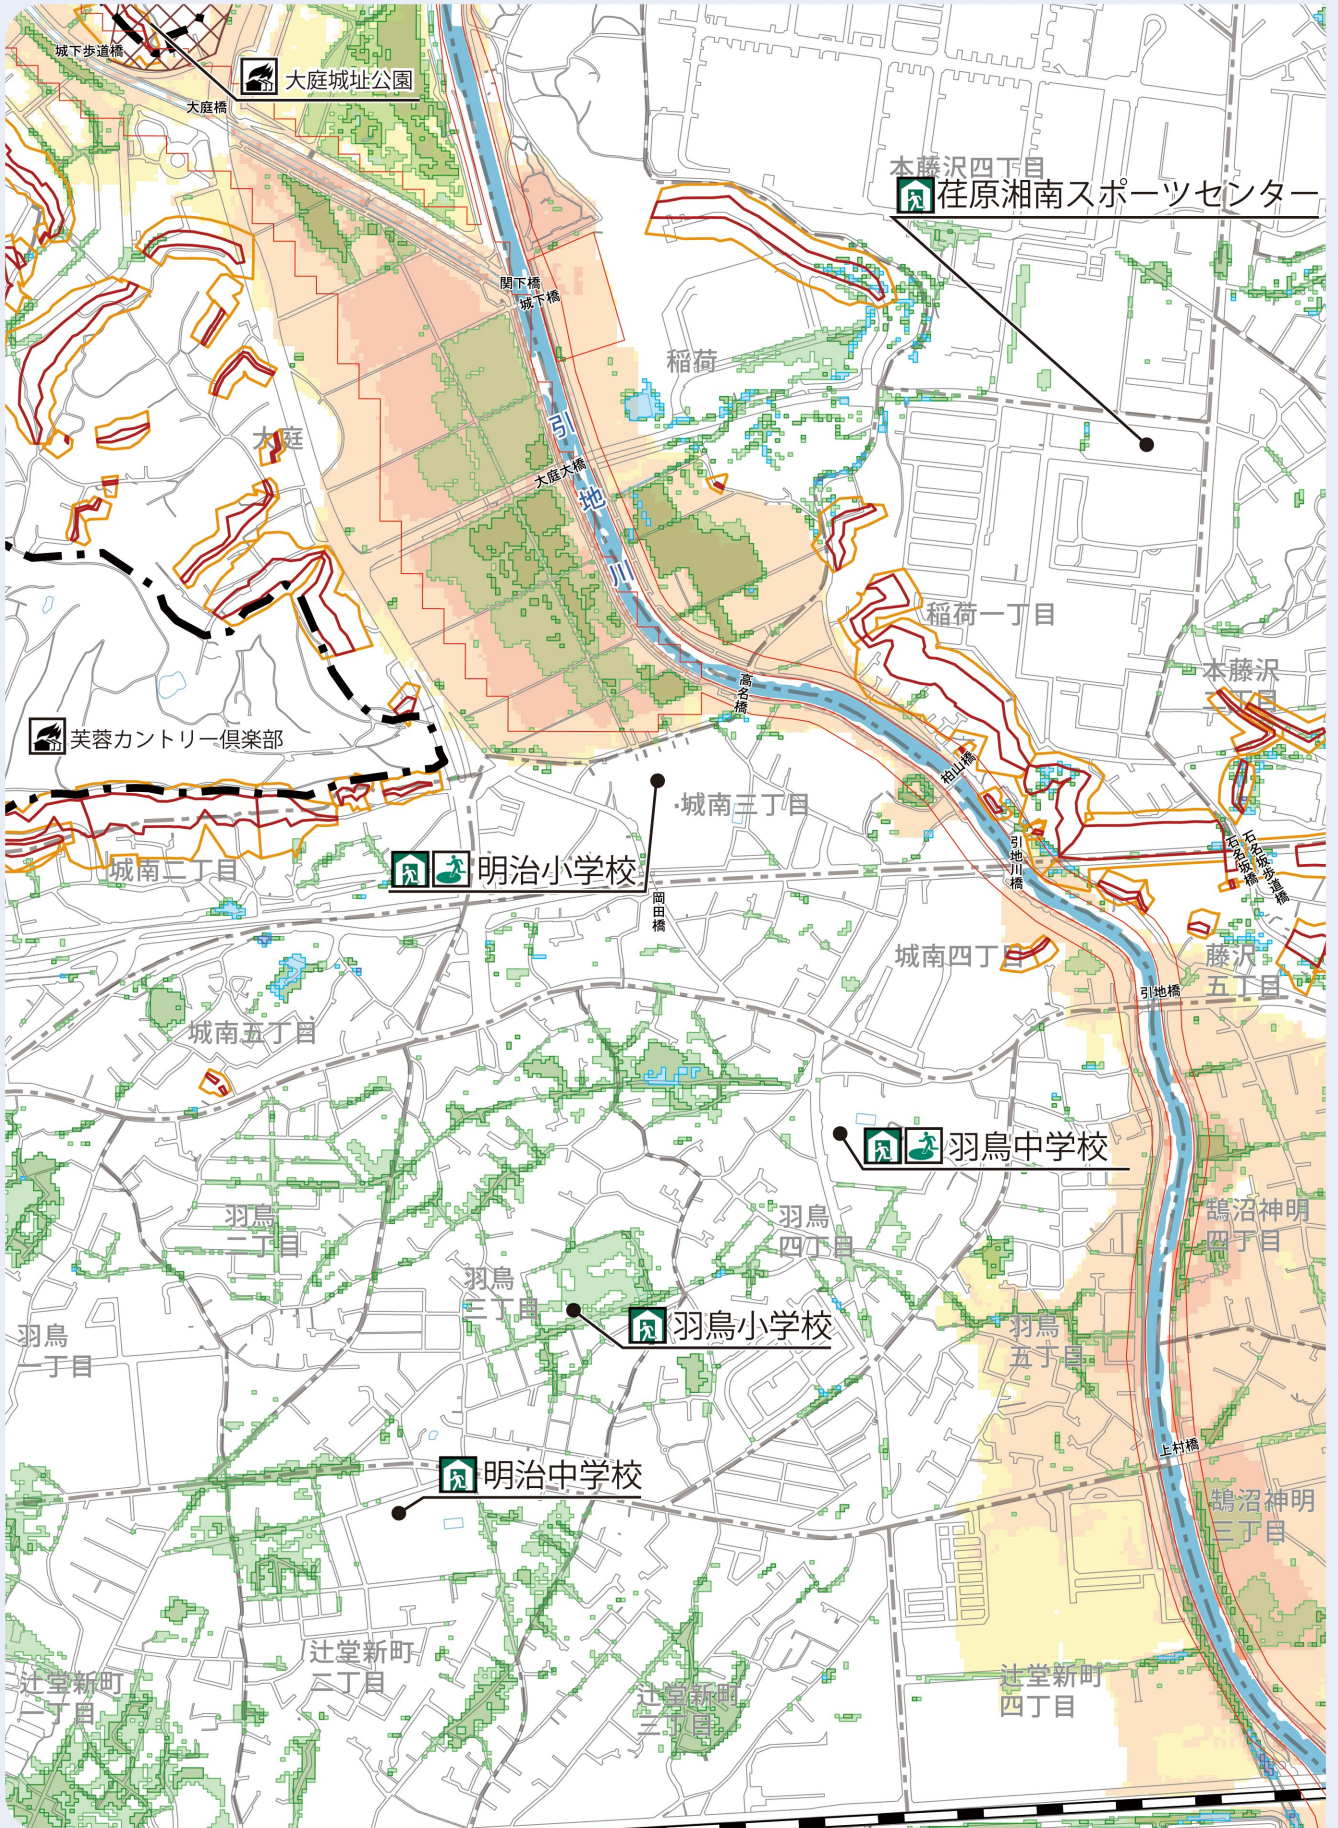 城下歩道橋
大庭城址公園
大庭橋
本藤沢四丁目
荏原湘南スポーツセンター
関下橋
城下橋
稲荷
引地川
大庭
大庭大橋
稲荷一丁目
本藤沢
二丁目
高名橋
芙蓉カントリー倶楽部
柏山橋
城南三丁目
城南二丁目
明治小学校
引地川橋
石名坂橋
石名坂歩道橋
岡田橋
城南四丁目
藤沢
五丁目
引地橋
城南五丁目
羽鳥中学校
羽鳥
二丁目
羽鳥
四丁目
鵠沼神明
四丁目
羽鳥
三丁目
羽鳥小学校
羽鳥
一丁目
羽鳥
五丁目
上村橋
明治中学校
鵠沼神明
三丁目
辻堂新町
二丁目
辻堂新町
一丁目
辻堂新町
三丁目
辻堂新町
四丁目